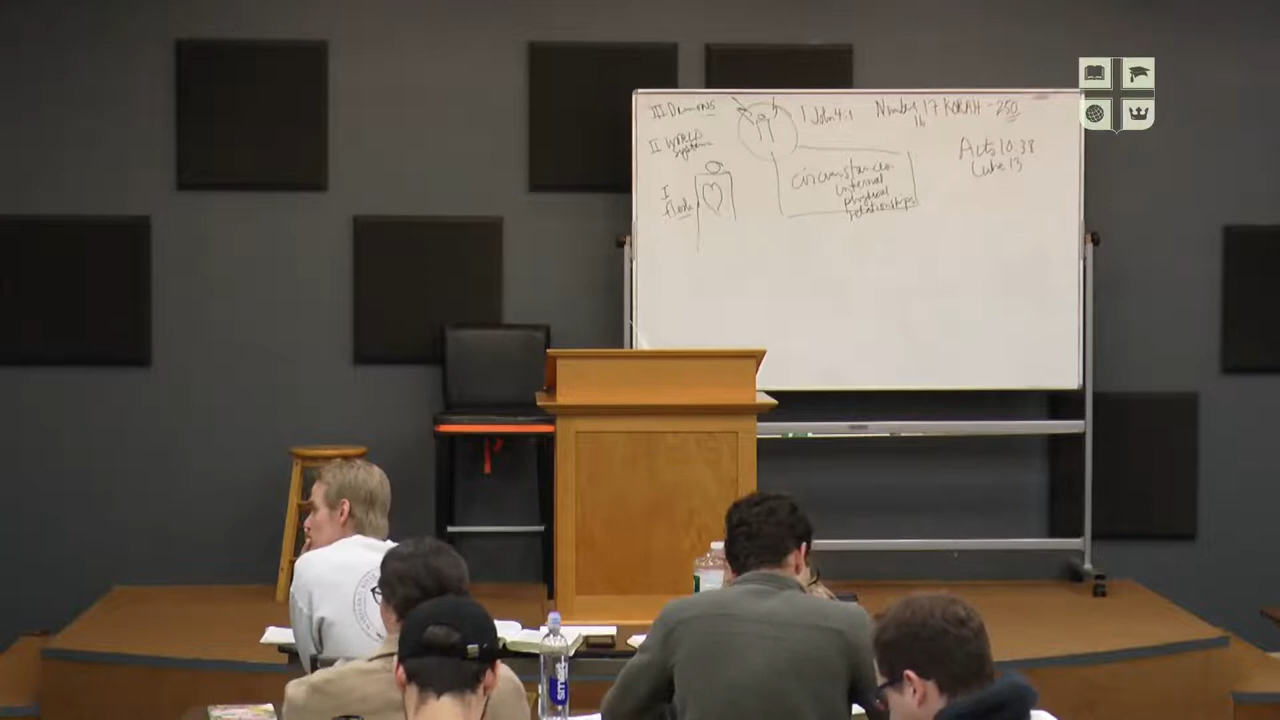 III Demons
1 John 4:1
Numbers 17 KORAH - 250
16
II WORLD
system
Acts 10:38
Luke 13
I
flesh
circumstances
internal
physical
relationships
smart